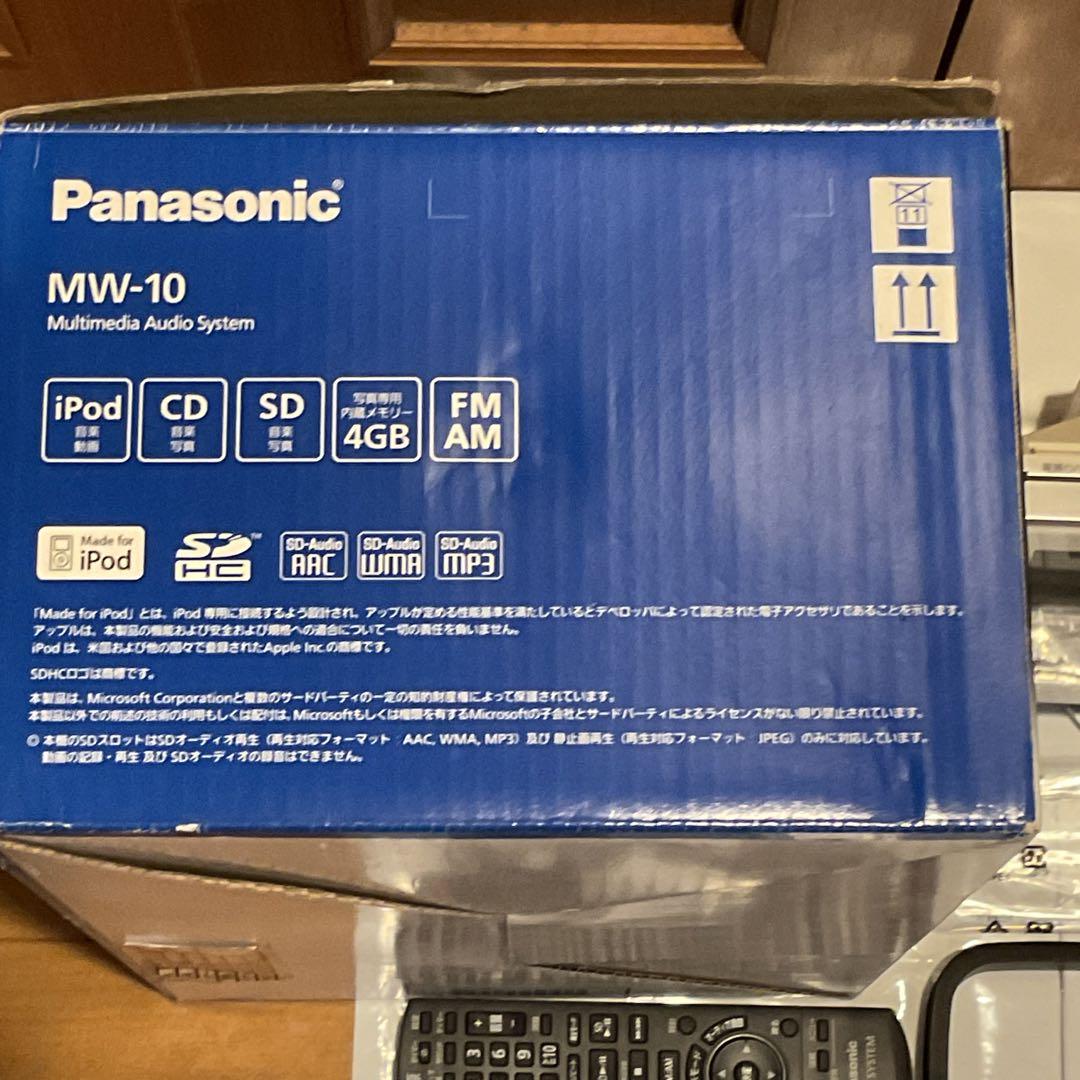 Panasonic®
MW-10
Multimedia Audio System
iPod
音楽
動画
CD
音楽
写真
SD
音楽
写真
写真専用
内蔵メモリー
4GB
FM
AM
11
Made for
iPod
SD
HC
™
SD-Audio
AAC
SD-Audio
WMA
SD-Audio
MP3
「Made for iPod」とは、iPod 専用に接続するよう設計され、アップルが定める性能基準を満たしているとデベロッパによって認定された電子アクセサリであることを示します。
アップルは、本製品の機能および安全および規格への適合について一切の責任を負いません。
iPod は、米国および他の国々で登録されたApple Inc.の商標です。
SDHCロゴは商標です。
本製品は、Microsoft Corporationと複数のサードパーティの一定の知的財産権によって保護されています。
本製品以外での前述の技術の利用もしくは配付は、Microsoftもしくは権限を有するMicrosoftの子会社とサードパーティによるライセンスがない限り禁止されています。
◎ 本機のSDスロットはSDオーディオ再生（再生対応フォーマット AAC, WMA, MP3）及び 静止画再生（再生対応フォーマット JPEG）のみに対応しています。
動画の記録・再生 及び SDオーディオの録音はできません。
3
6
9
≧10
asonic
SYSTEM